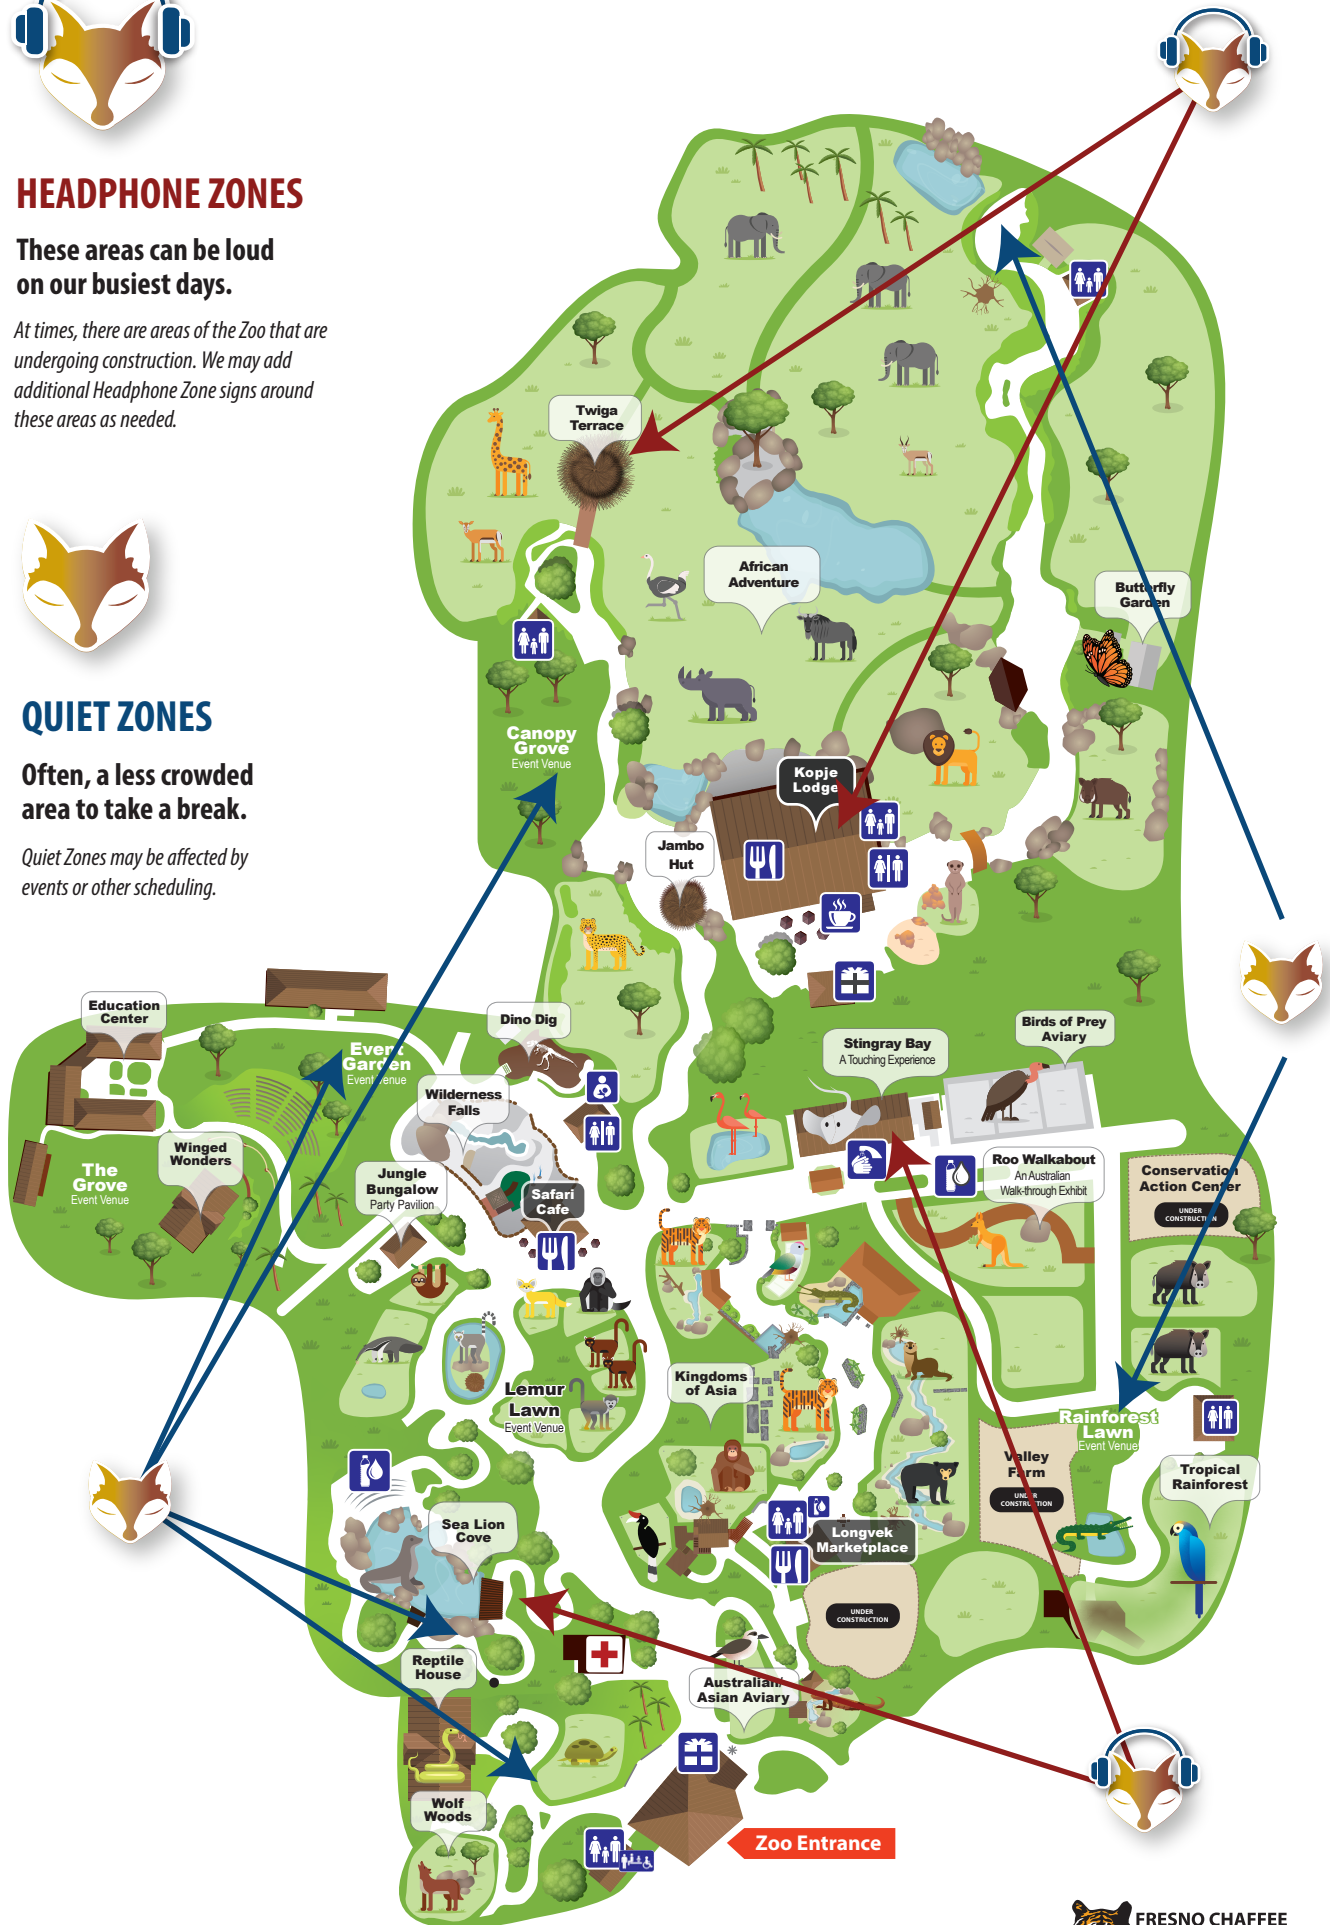 HEADPHONE ZONES
These areas can be loud
on our busiest days.
At times, there are areas of the Zoo that are
undergoing construction. We may add
additional Headphone Zone signs around
these areas as needed.
QUIET ZONES
Often, a less crowded
area to take a break.
Quiet Zones may be affected by
events or other scheduling.
Twiga
Terrace
African
Adventure
Butterfly
Garden
Canopy
Grove
Event Venue
Kopje
Lodge
Jambo
Hut
Education
Center
Dino Dig
Event
Garden
Event Venue
Stingray Bay
A Touching Experience
Birds of Prey
Aviary
Wilderness
Falls
Winged
Wonders
The
Grove
Event Venue
Jungle
Bungalow
Party Pavilion
Safari
Cafe
Roo Walkabout
An Australian
Walk-through Exhibit
Conservation
Action Center
UNDER
CONSTRUCTION
Kingdoms
of Asia
Lemur
Lawn
Event Venue
Rainforest
Lawn
Event Venue
Valley
Farm
UNDER
CONSTRUCTION
Tropical
Rainforest
Sea Lion
Cove
Longvek
Marketplace
UNDER
CONSTRUCTION
Reptile
House
Australian/
Asian Aviary
Wolf
Woods
Zoo Entrance
FRESNO CHAFFEE